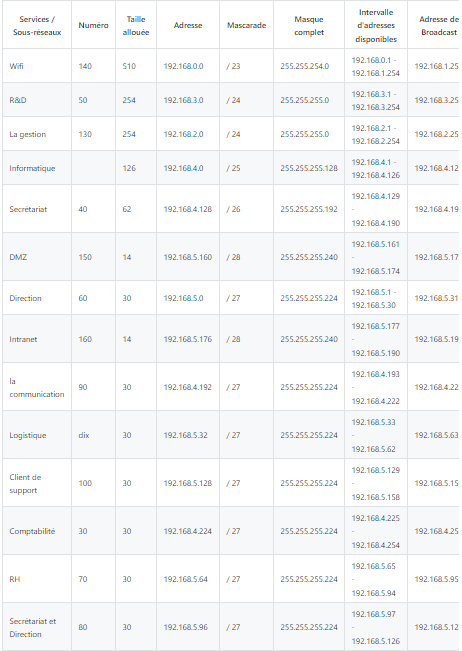 Services / Sous-réseaux Numéro Taille allouée Adresse Mascarade Masque complet Intervalle d'adresses disponibles Adresse de Broadcast
Wifi 140 510 192.168.0.0 / 23 255.255.254.0 192.168.0.1 - 192.168.1.254 192.168.1.25
R&D 50 254 192.168.3.0 / 24 255.255.255.0 192.168.3.1 - 192.168.3.254 192.168.3.25
La gestion 130 254 192.168.2.0 / 24 255.255.255.0 192.168.2.1 - 192.168.2.254 192.168.2.25
Informatique 126 192.168.4.0 / 25 255.255.255.128 192.168.4.1 - 192.168.4.126 192.168.4.12
Secrétariat 40 62 192.168.4.128 / 26 255.255.255.192 192.168.4.129 - 192.168.4.190 192.168.4.19
DMZ 150 14 192.168.5.160 / 28 255.255.255.240 192.168.5.161 - 192.168.5.174 192.168.5.17
Direction 60 30 192.168.5.0 / 27 255.255.255.224 192.168.5.1 - 192.168.5.30 192.168.5.31
Intranet 160 14 192.168.5.176 / 28 255.255.255.240 192.168.5.177 - 192.168.5.190 192.168.5.19
la communication 90 30 192.168.4.192 / 27 255.255.255.224 192.168.4.193 - 192.168.4.222 192.168.4.22
Logistique dix 30 192.168.5.32 / 27 255.255.255.224 192.168.5.33 - 192.168.5.62 192.168.5.63
Client de support 100 30 192.168.5.128 / 27 255.255.255.224 192.168.5.129 - 192.168.5.158 192.168.5.15
Comptabilité 30 30 192.168.4.224 / 27 255.255.255.224 192.168.4.225 - 192.168.4.254 192.168.4.25
RH 70 30 192.168.5.64 / 27 255.255.255.224 192.168.5.65 - 192.168.5.94 192.168.5.95
Secrétariat et Direction 80 30 192.168.5.96 / 27 255.255.255.224 192.168.5.97 - 192.168.5.126 192.168.5.12